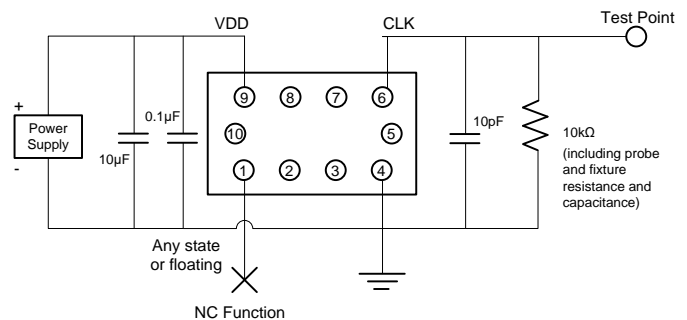 VDD
CLK
Test Point
+
Power
Supply
-
10µF
0.1µF
9
8
7
6
10
5
1
2
3
4
10pF
10kΩ
(including probe
and fixture
resistance and
capacitance)
Any state
or floating
NC Function